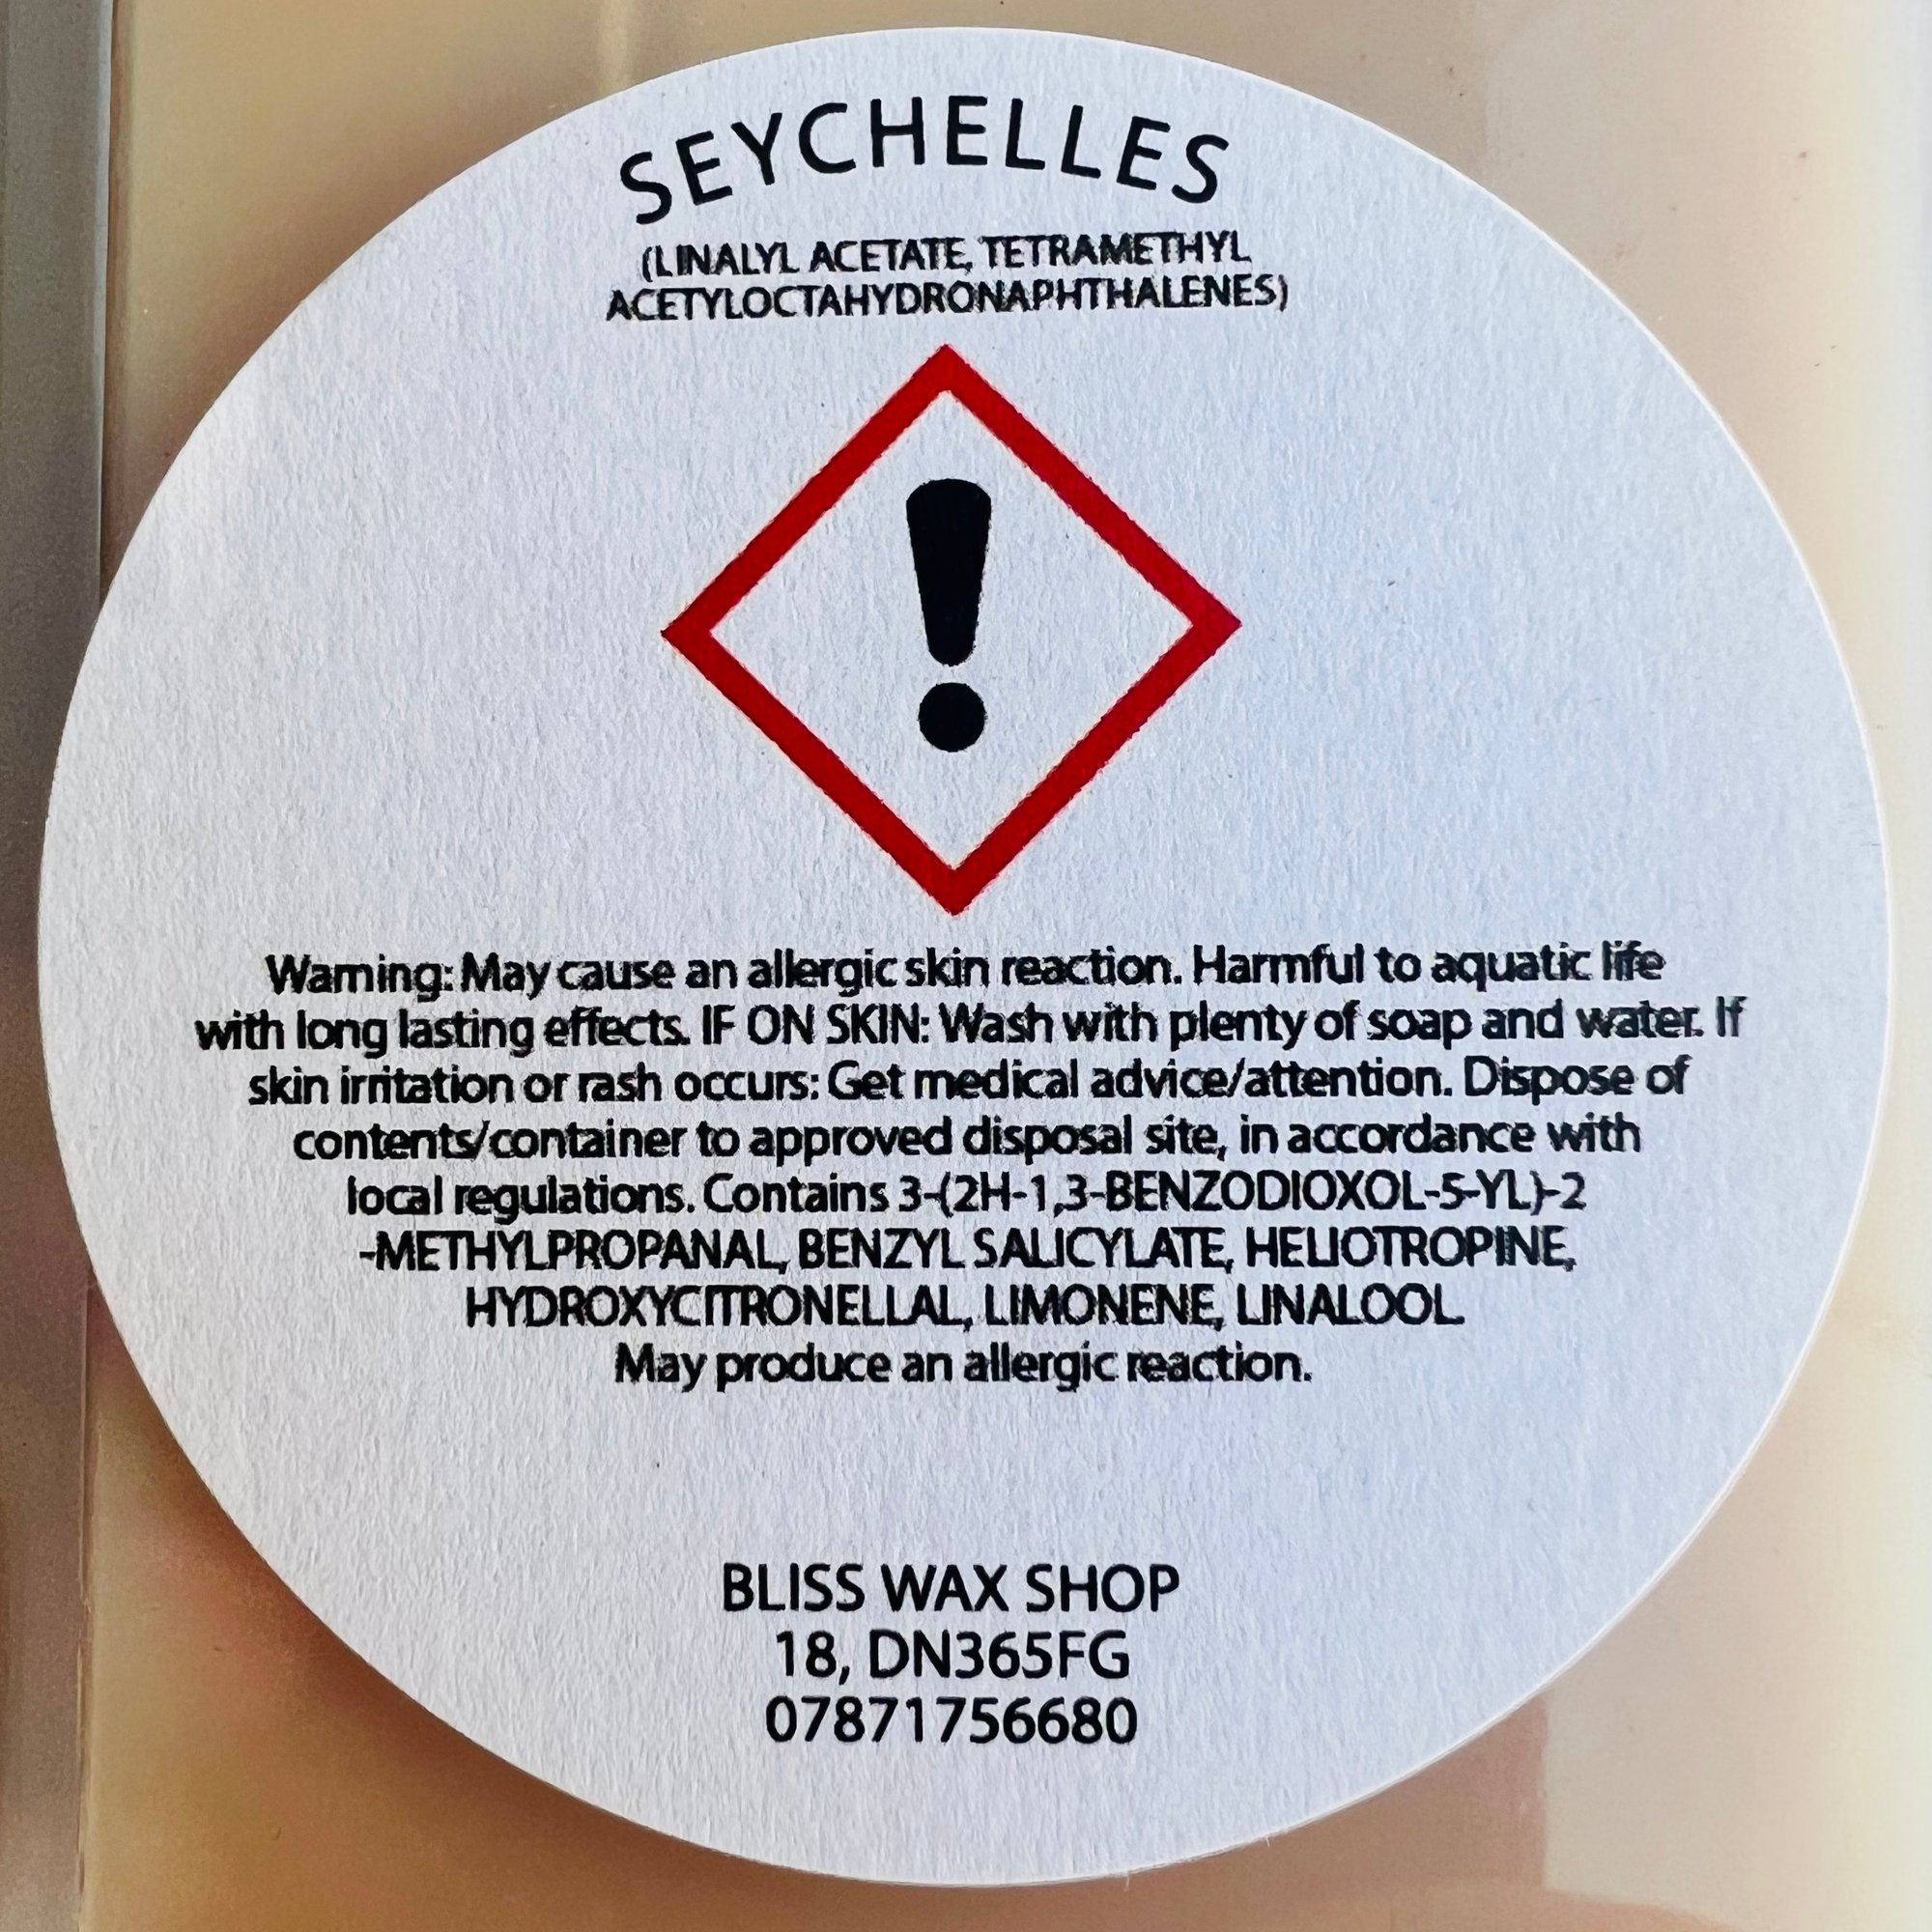 SEYCHELLES
(LINALYL ACETATE, TETRAMETHYL
ACETYLOCTAHYDRONAPHTHALENES)
!
Warning: May cause an allergic skin reaction. Harmful to aquatic life
with long lasting effects. IF ON SKIN: Wash with plenty of soap and water. If
skin irritation or rash occurs: Get medical advice/attention. Dispose of
contents/container to approved disposal site, in accordance with
local regulations. Contains 3-(2H-1,3-BENZODIOXOL-5-YL)-2
-METHYLPROPANAL, BENZYL SALICYLATE, HELIOTROPINE,
HYDROXYCITRONELLAL, LIMONENE, LINALOOL
May produce an allergic reaction.
BLISS WAX SHOP
18, DN365FG
07871756680